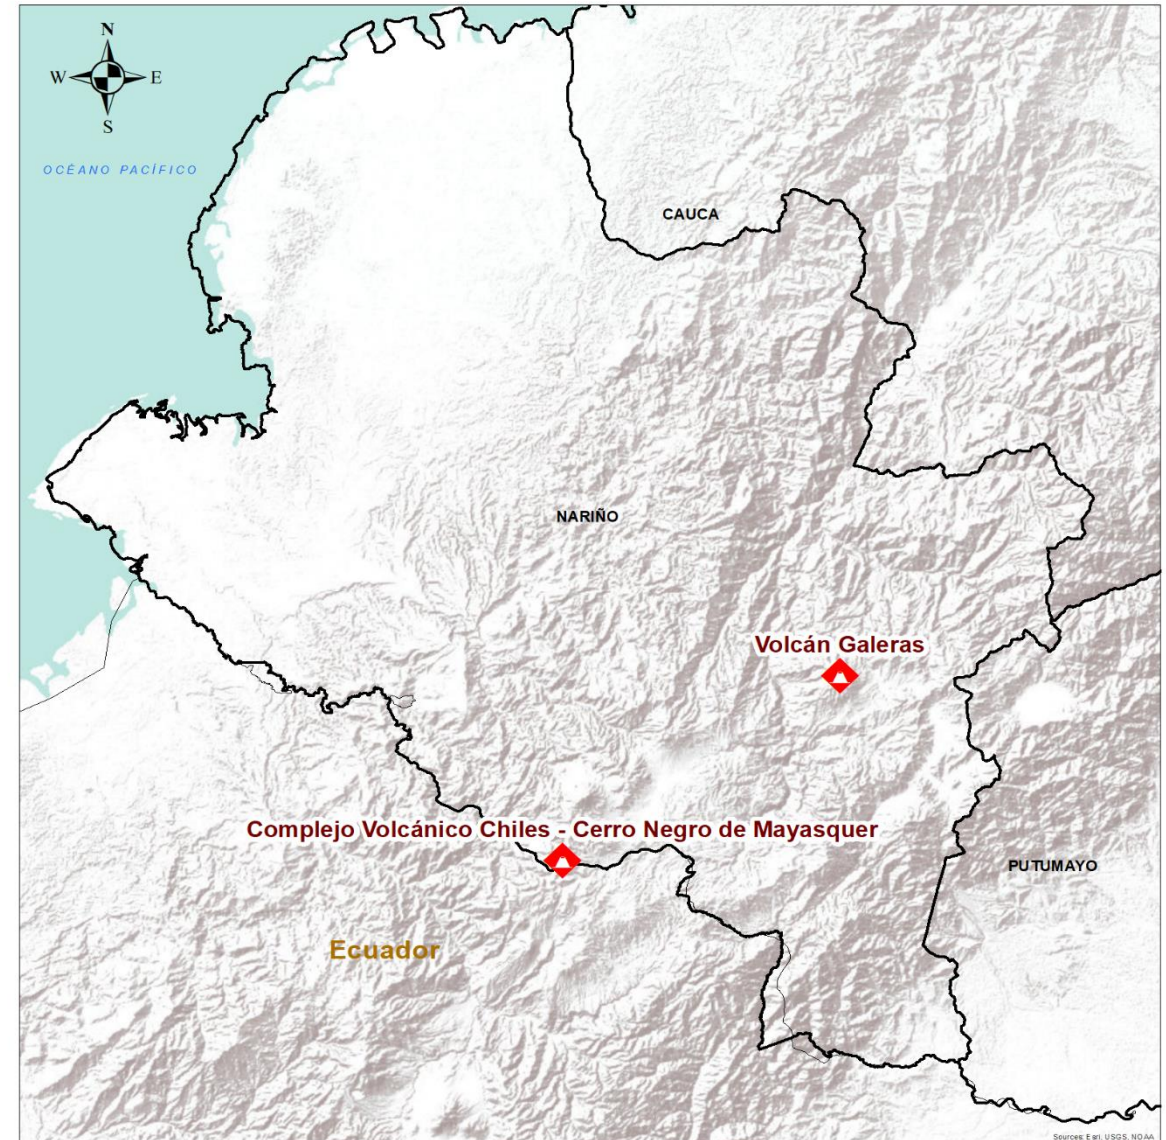 N
W E
S
OCÉANO PACÍFICO
CAUCA
NARIÑO
Volcán Galeras
Complejo Volcánico Chiles - Cerro Negro de Mayasquer
PUTUMAYO
Ecuador
Sources: Esri, USGS, NOAA